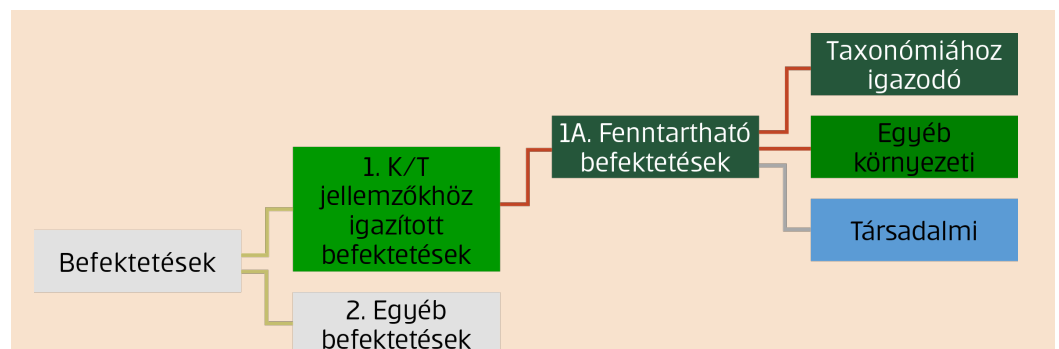 Befektetések
1. K/T
jellemzőkhöz
igazított
befektetések
2. Egyéb
befektetések
1A. Fenntartható
befektetések
Taxonómiához
igazodó
Egyéb
környezeti
Társadalmi